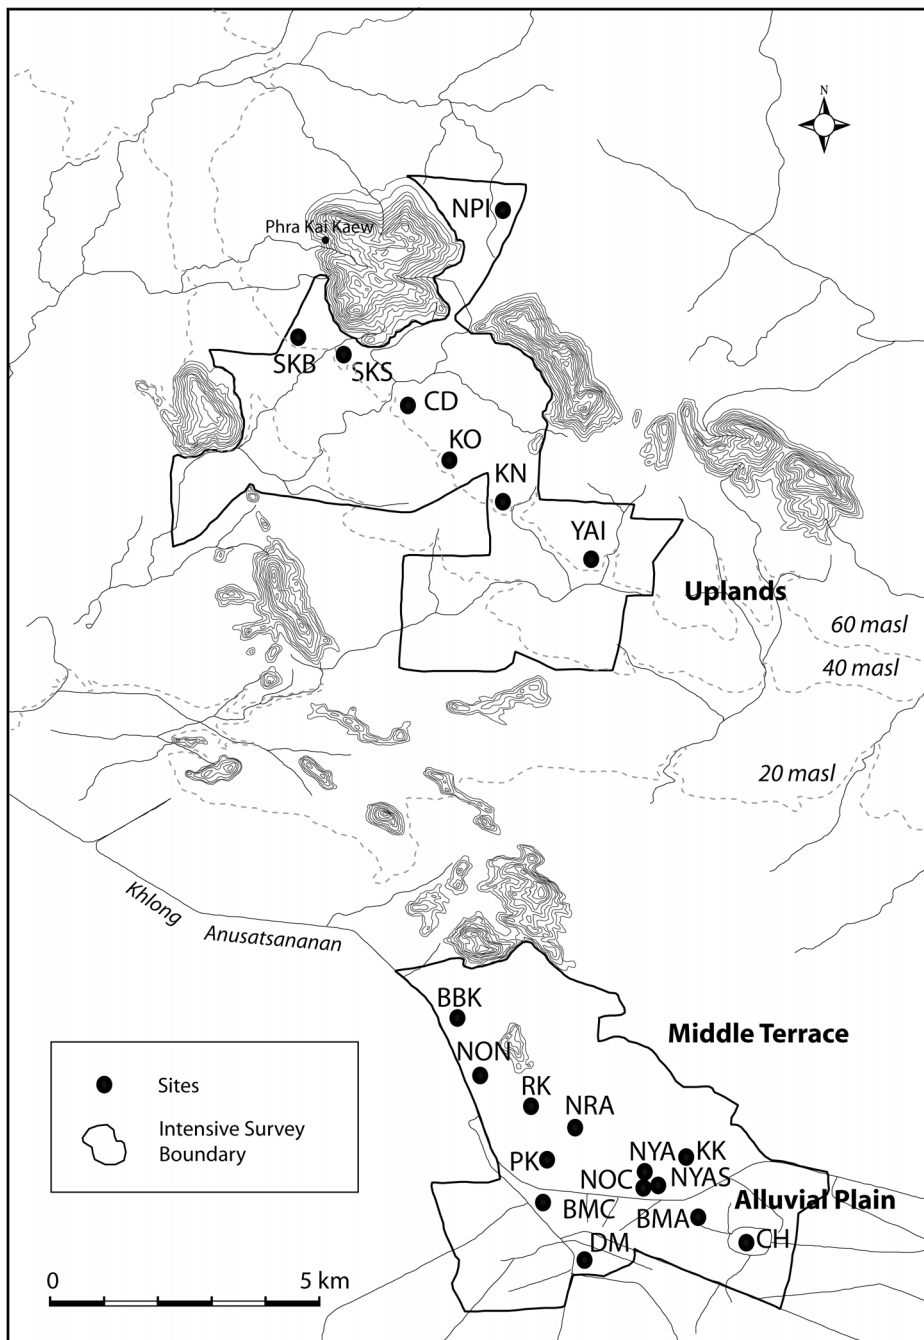 N
NPI
Phra Kai Kaew
SKB
SKS
CD
KO
KN
YAI
Uplands
60 masl
40 masl
20 masl
Khlong
Anusatsananan
BBK
Middle Terrace
NON
RK
NRA
PK
NYA
KK
NOC
NYAS
BMC
BMA
Alluvial Plain
DM
CH
Sites
Intensive Survey
Boundary
0
5 km